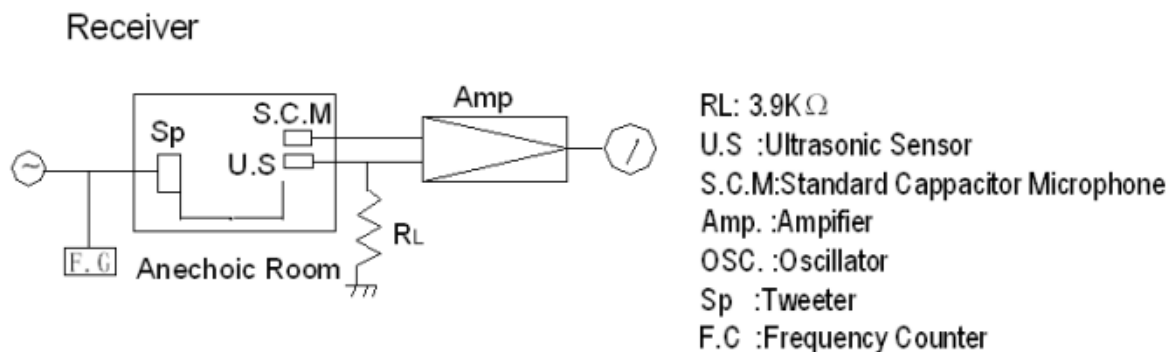 Receiver
Amp
S.C.M
Sp
U.S
RL
F.G
Anechoic Room
RL: 3.9KΩ
U.S :Ultrasonic Sensor
S.C.M:Standard Cappacitor Microphone
Amp. :Ampifier
OSC. :Oscillator
Sp :Tweeter
F.C :Frequency Counter